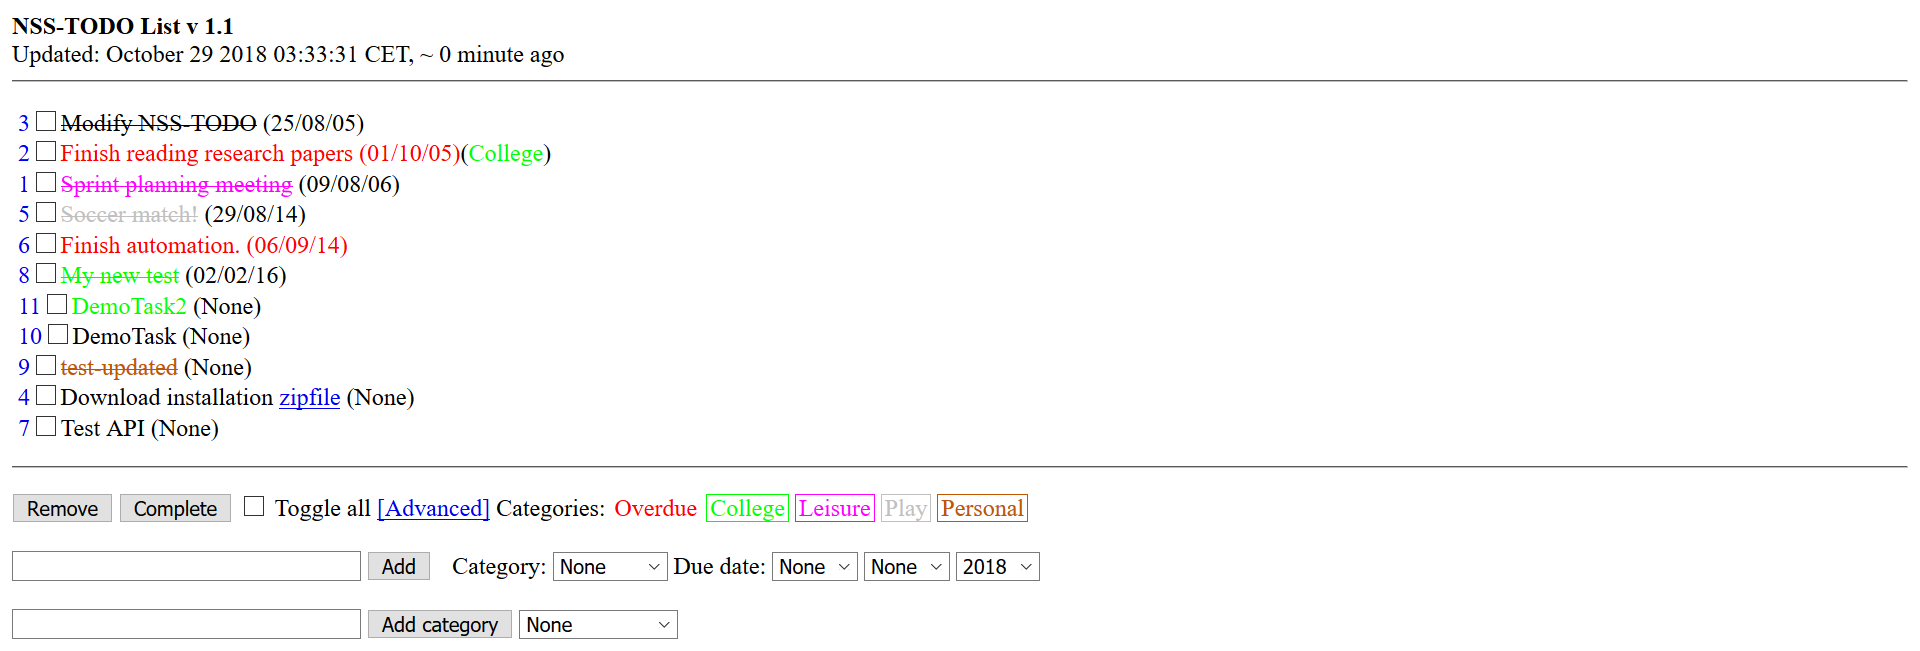 NSS-TODO List v 1.1
Updated: October 29 2018 03:33:31 CET, ~ 0 minute ago
3 Modify NSS-TODO (25/08/05)
2 Finish reading research papers (01/10/05)(College)
1 Sprint planning meeting (09/08/06)
5 Soccer match! (29/08/14)
6 Finish automation. (06/09/14)
8 My new test (02/02/16)
11 DemoTask2 (None)
10 DemoTask (None)
9 test-updated (None)
4 Download installation zipfile (None)
7 Test API (None)
Remove Complete Toggle all [Advanced] Categories: Overdue College Leisure Play Personal
Add Category: None Due date: None None 2018
Add category None